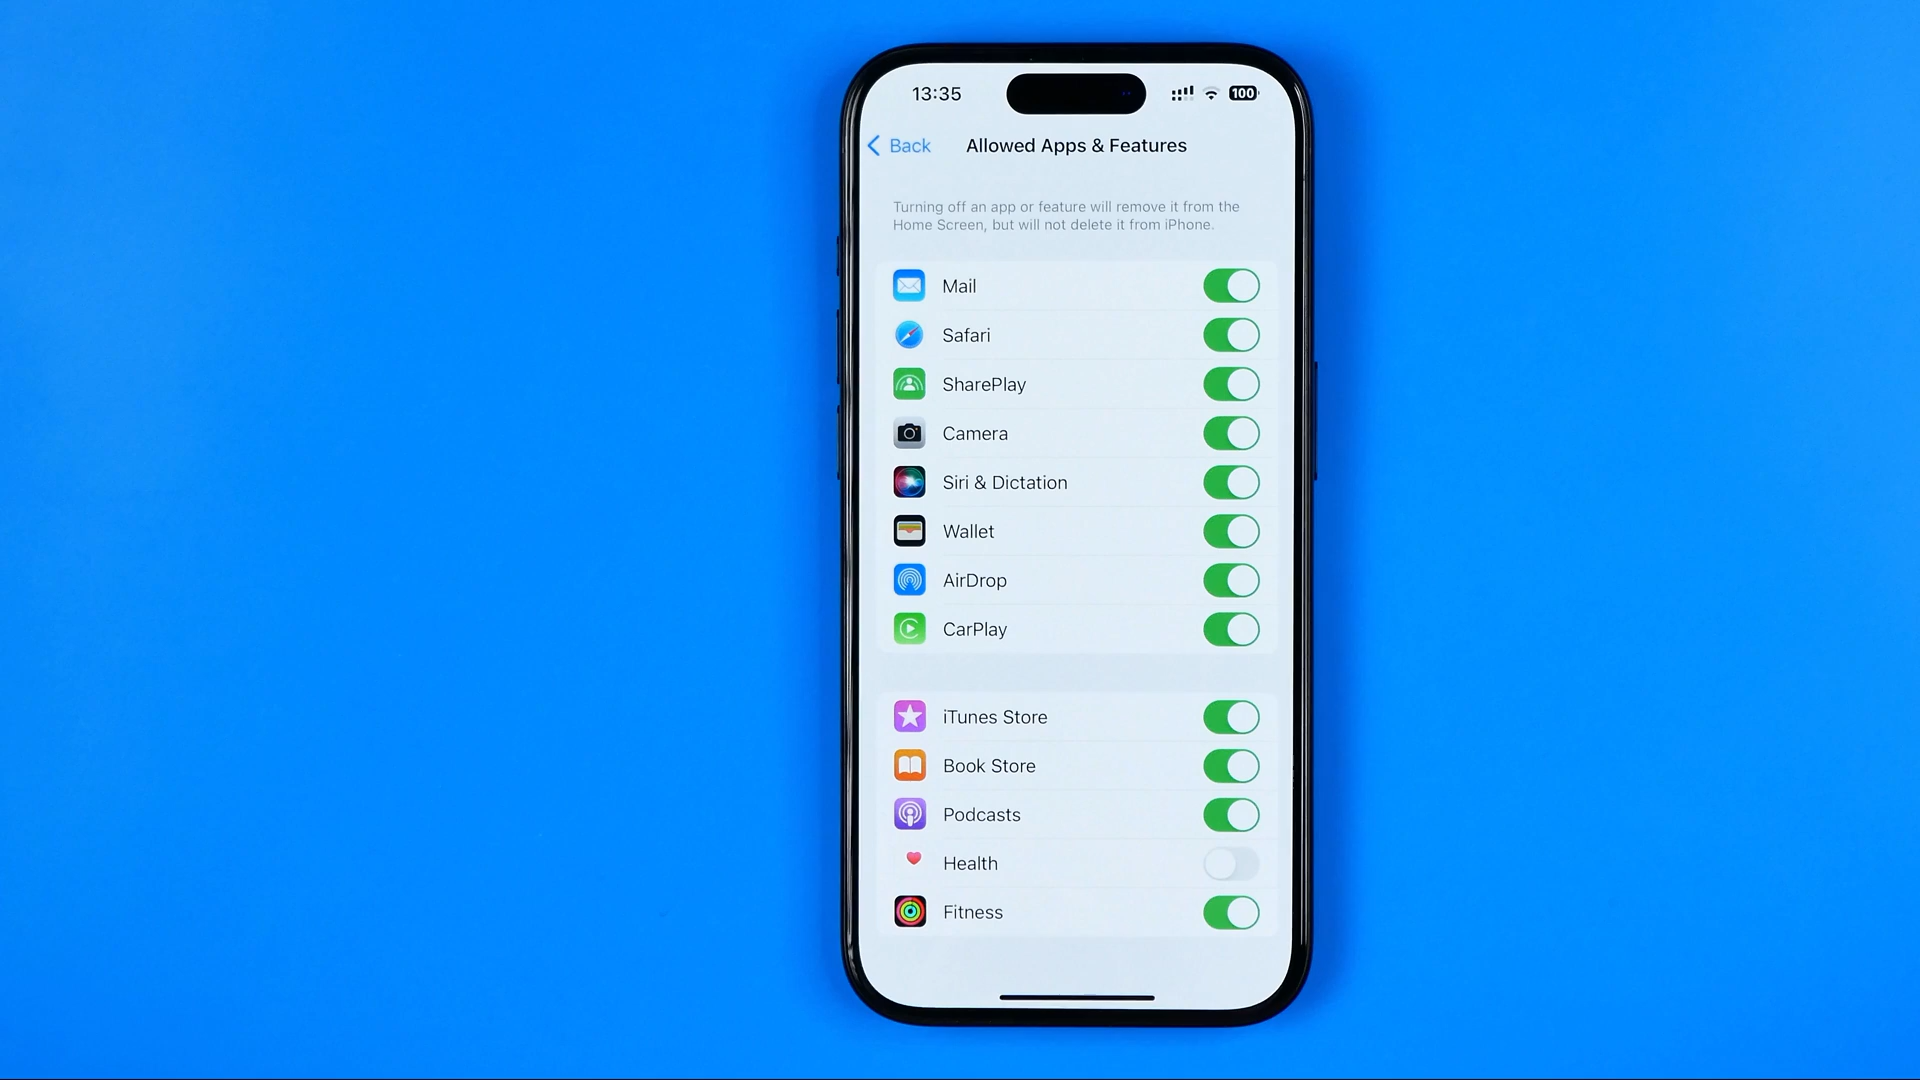 13:35
100
Back
Allowed Apps & Features
Turning off an app or feature will remove it from the
Home Screen, but will not delete it from iPhone.
Mail
Safari
SharePlay
Camera
Siri & Dictation
Wallet
AirDrop
CarPlay
iTunes Store
Book Store
Podcasts
Health
Fitness